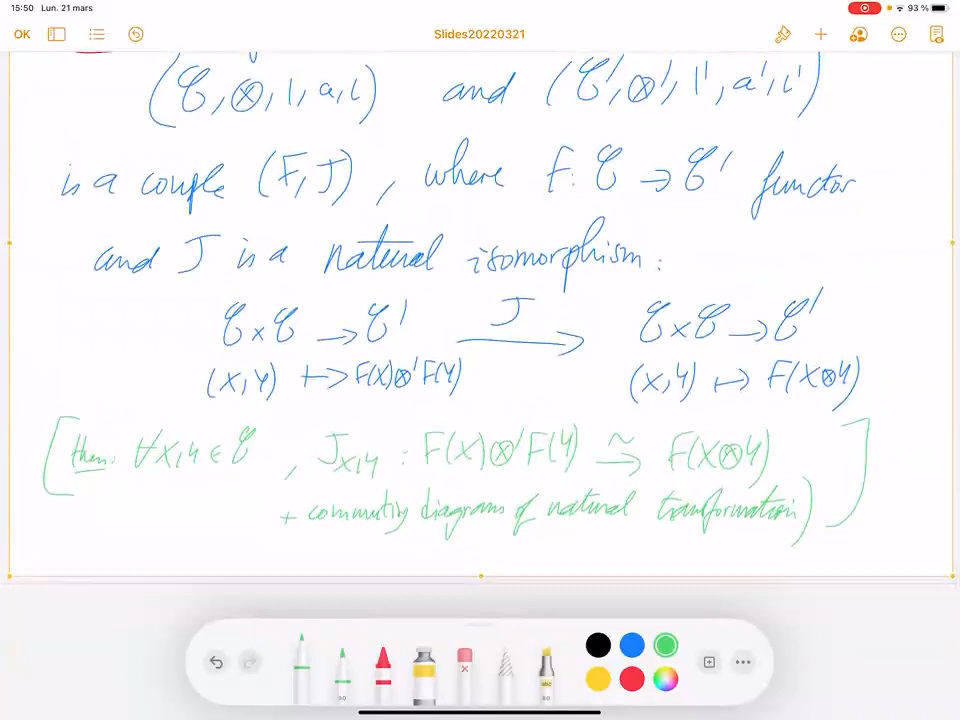 15:50 Lun. 21 mars
93 %
OK
Slides20220321
(𝒞, ⊗, 1, a, ι) and (𝒞', ⊗', 1', a', ι')
is a couple (F, J), where F: 𝒞 → 𝒞' functor
and J is a natural isomorphism:
𝒞 × 𝒞 → 𝒞' J → 𝒞 × 𝒞 → 𝒞'
(X, Y) ↦ F(X) ⊗' F(Y) (X, Y) ↦ F(X ⊗ Y)
[then: ∀ X, Y ∈ 𝒞, J_{X,Y} : F(X) ⊗' F(Y) ⥲ F(X ⊗ Y)
+ commuting diagrams of natural transformation)]